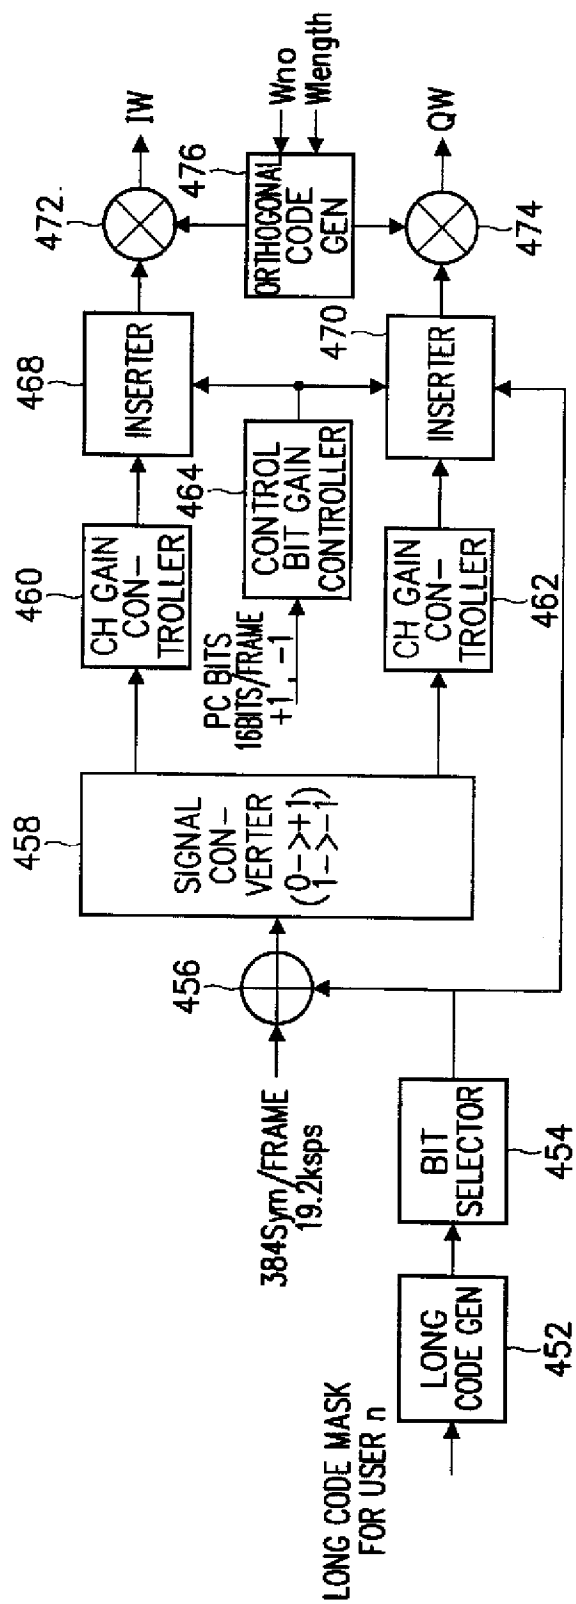 LONG CODE MASK
FOR USER n
LONG
CODE GEN
452
BIT
SELECTOR
454
384Sym/FRAME
19.2ksps
456
SIGNAL
CON-
VERTER
(0->+1)
(1->-1)
458
PC BITS
16BITS/FRAME
+1, -1
460
CH GAIN
CON-
TROLLER
464
CONTROL
BIT GAIN
CONTROLLER
CH GAIN
CON-
TROLLER
462
468
INSERTER
470
INSERTER
472
IW
476
ORTHOGONAL
CODE
GEN
Wno
Wlength
474
QW